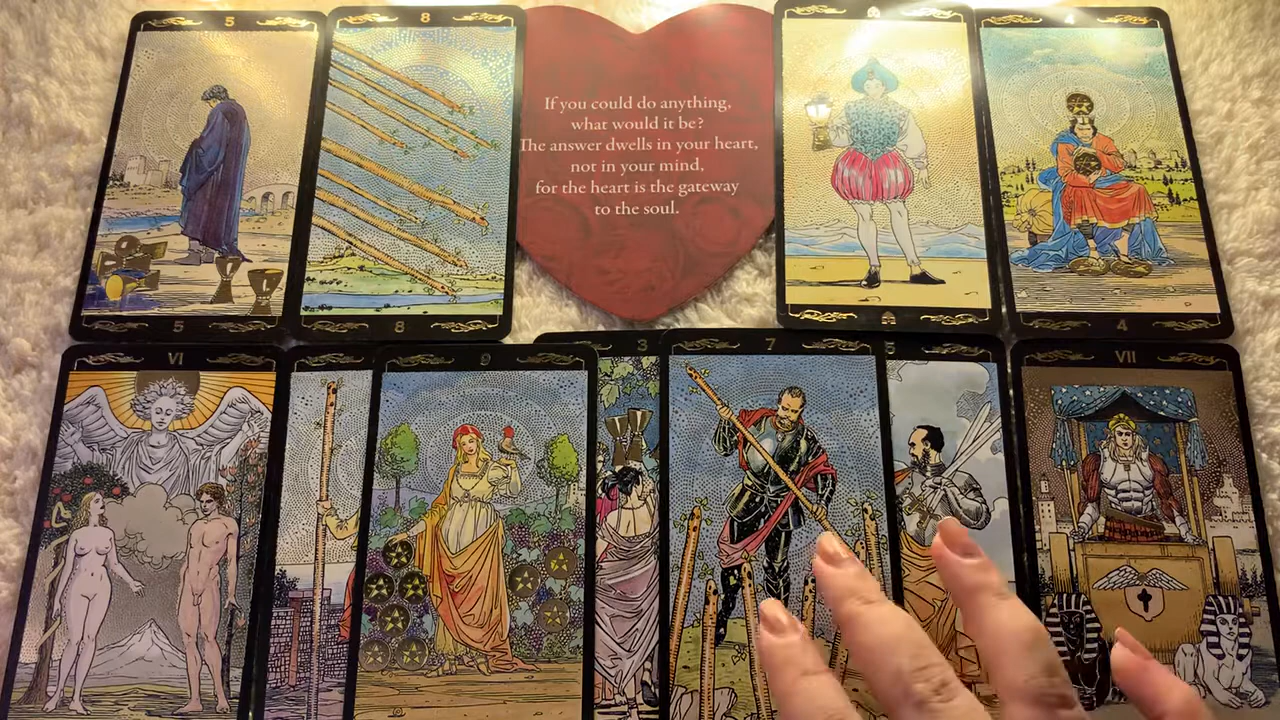 5
8
If you could do anything,
what would it be?
The answer dwells in your heart,
not in your mind,
for the heart is the gateway
to the soul.
4
5
8
4
VI
9
3
7
5
VII